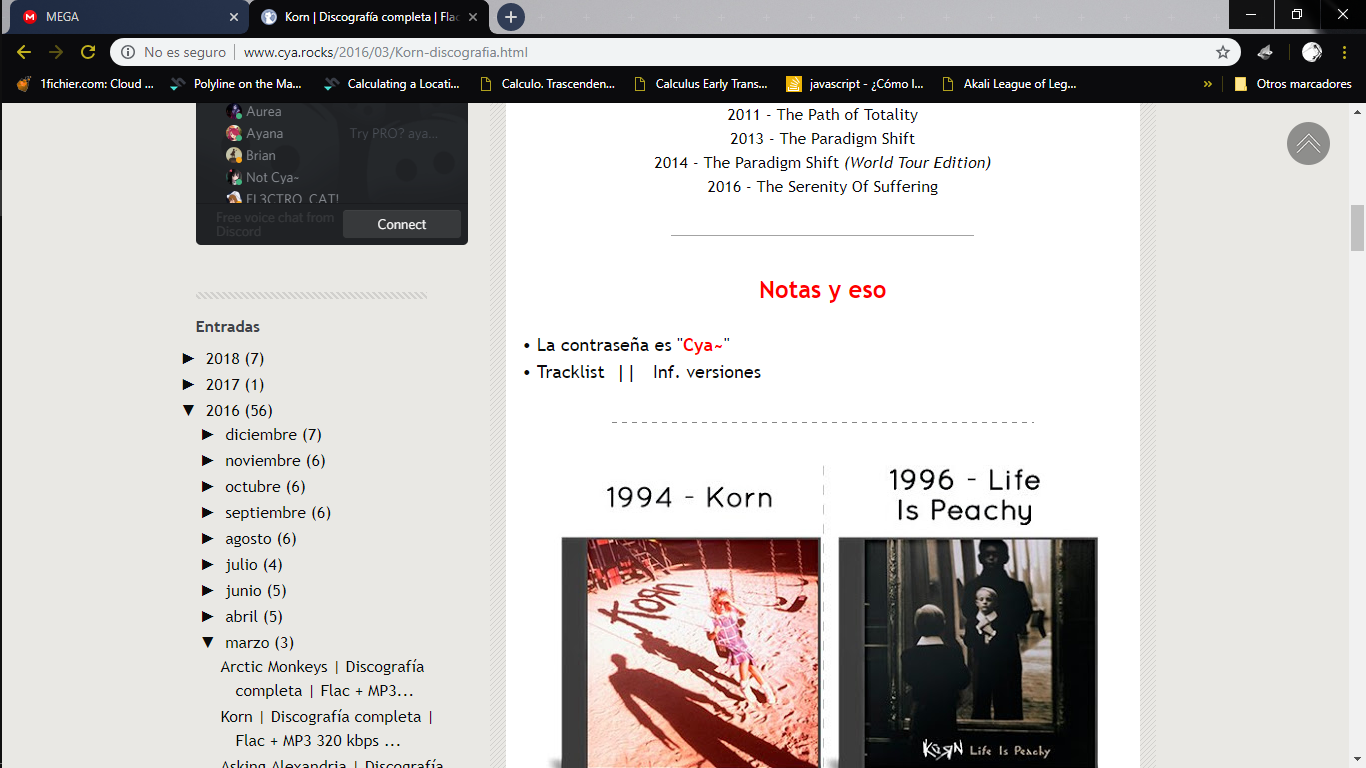 MEGA
Korn | Discografía completa | Flac
No es seguro | www.cya.rocks/2016/03/Korn-discografia.html
1fichier.com: Cloud ...
Polyline on the Ma...
Calculating a Locati...
Calculo. Trascenden...
Calculus Early Trans...
javascript - ¿Cómo l...
Akali League of Leg...
»
Otros marcadores
Aurea
Ayana
Try PRO? aya...
Brian
Not Cya~
EL3CTRO_CAT!
Free voice chat from
Discord
Connect
Entradas
► 2018 (7)
► 2017 (1)
▼ 2016 (56)
► diciembre (7)
► noviembre (6)
► octubre (6)
► septiembre (6)
► agosto (6)
► julio (4)
► junio (5)
► abril (5)
▼ marzo (3)
Arctic Monkeys | Discografía
completa | Flac + MP3...
Korn | Discografía completa |
Flac + MP3 320 kbps ...
Asking Alexandria | Discografía
2011 - The Path of Totality
2013 - The Paradigm Shift
2014 - The Paradigm Shift (World Tour Edition)
2016 - The Serenity Of Suffering
Notas y eso
• La contraseña es "Cya~"
• Tracklist || Inf. versiones
1994 - Korn
1996 - Life
Is Peachy
KoRn
KoRn Life Is Peachy